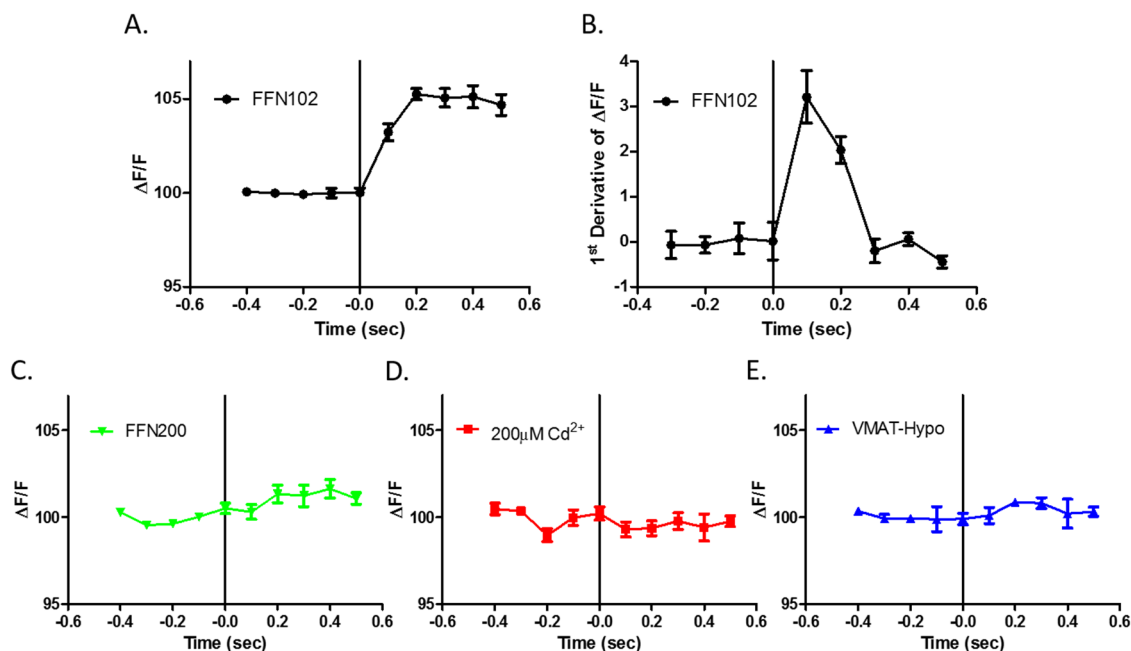 A.
FFN102
ΔF/F
105
100
95
-0.6 -0.4 -0.2 -0.0 0.2 0.4 0.6
Time (sec)
B.
FFN102
1st Derivative of ΔF/F
4
3
2
1
0
-1
-0.4 -0.2 0.0 0.2 0.4 0.6
Time (sec)
C.
FFN200
ΔF/F
105
100
95
-0.6 -0.4 -0.2 0.0 0.2 0.4 0.6
Time (sec)
D.
200μM Cd²⁺
ΔF/F
105
100
95
-0.6 -0.4 -0.2 0.0 0.2 0.4 0.6
Time (sec)
E.
VMAT-Hypo
ΔF/F
105
100
95
-0.6 -0.4 -0.2 0.0 0.2 0.4 0.6
Time (sec)